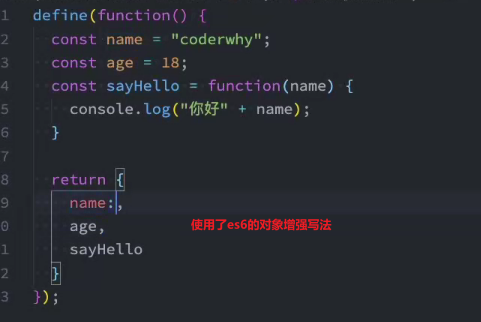 1 define(function() {
2 const name = "coderwhy";
3 const age = 18;
4 const sayHello = function(name) {
5 console.log("你好" + name);
6 }
7
8 return {
9 name:,
0 age, 使用了es6的对象增强写法
1 sayHello
2 }
3 });